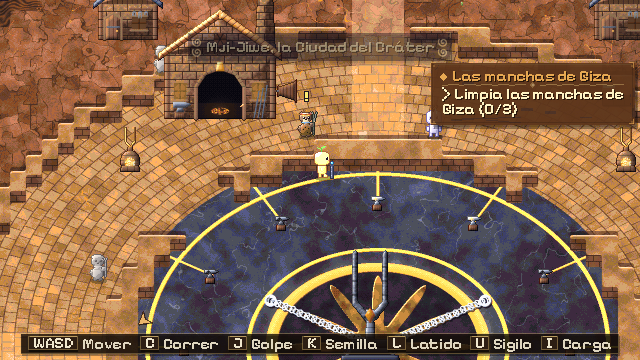 Mji-Jiwe, la Ciudad del Cráter
Las manchas de Giza
Limpia las manchas de
Giza (0/3)
!
WASD Mover C Correr J Golpe K Semilla L Latido U Sigilo I Carga